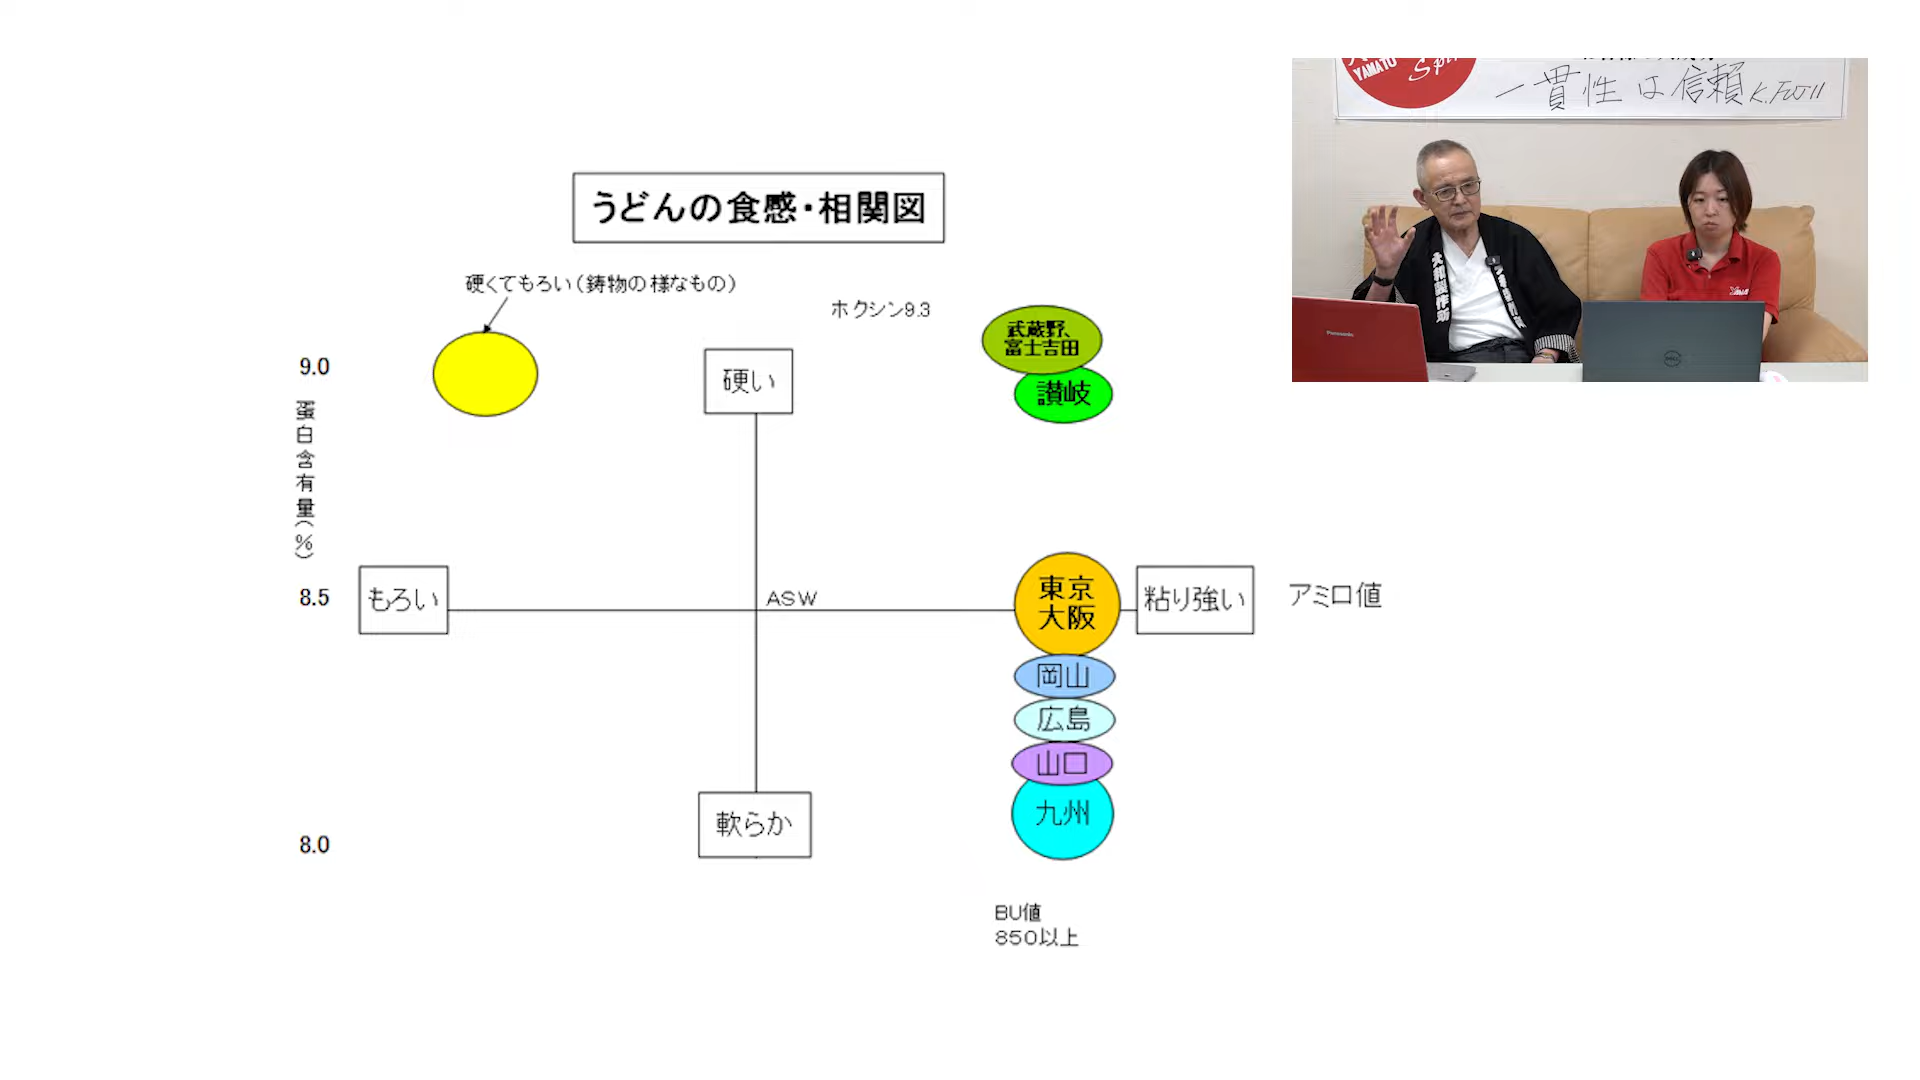 うどんの食感・相関図
硬くてもろい（鋳物の様なもの）
ホクシン9.3
武蔵野、
富士吉田
讃岐
9.0
硬い
蛋白含有量(%)
8.5
もろい
ASW
東京
大阪
粘り強い
アミロ値
岡山
広島
山口
九州
軟らか
8.0
BU値
850以上
YAMATO
一貫性は信頼 K.FUJII
Panasonic
DELL